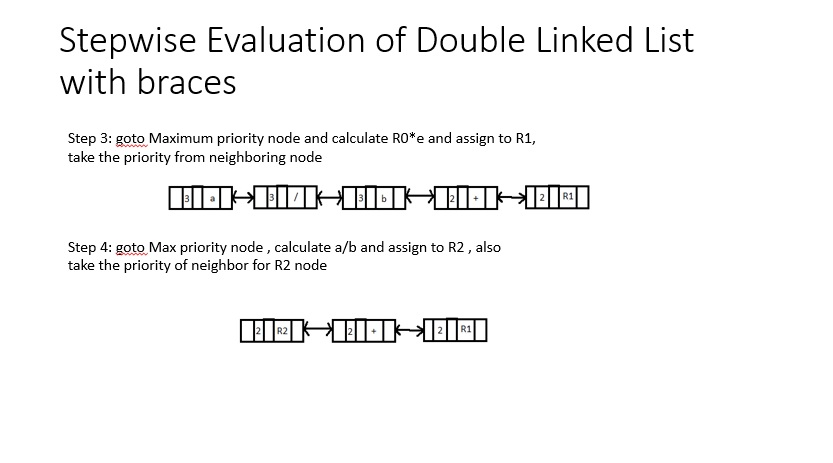 Stepwise Evaluation of Double Linked List
with braces
Step 3: goto Maximum priority node and calculate R0*e and assign to R1,
take the priority from neighboring node
3 a 3 / 3 b 2 + 2 R1
Step 4: goto Max priority node , calculate a/b and assign to R2 , also
take the priority of neighbor for R2 node
2 R2 2 + 2 R1